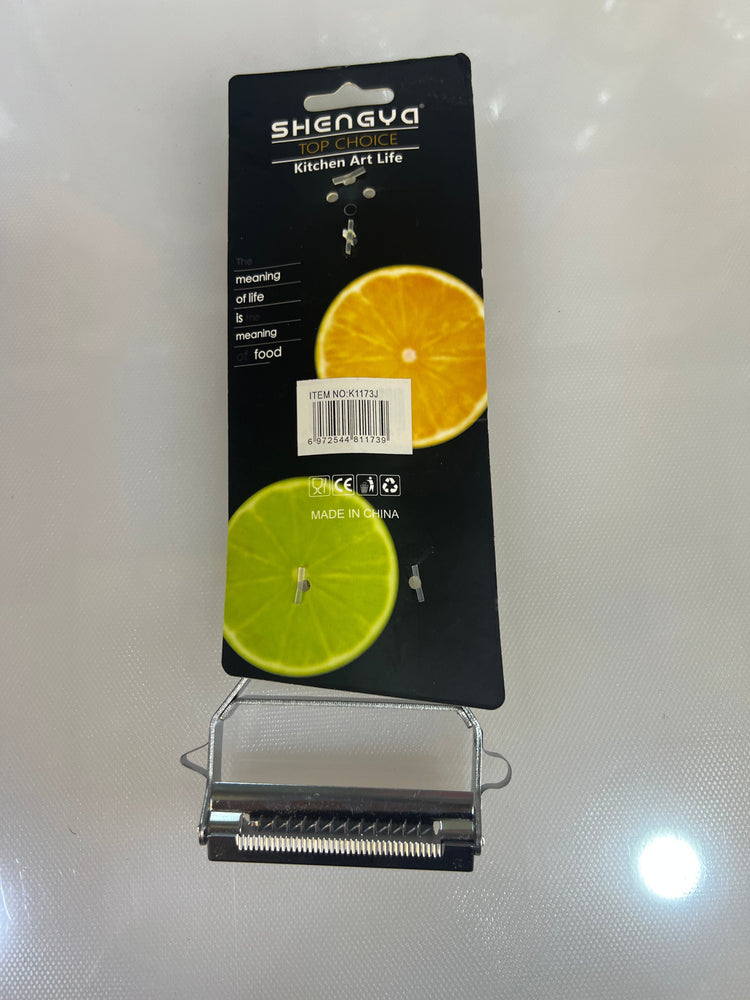 SHENGYA®
TOP CHOICE
Kitchen Art Life
The
meaning
of life
is the
meaning
of food
ITEM NO:K1173J
6 972544 811739
CE
MADE IN CHINA